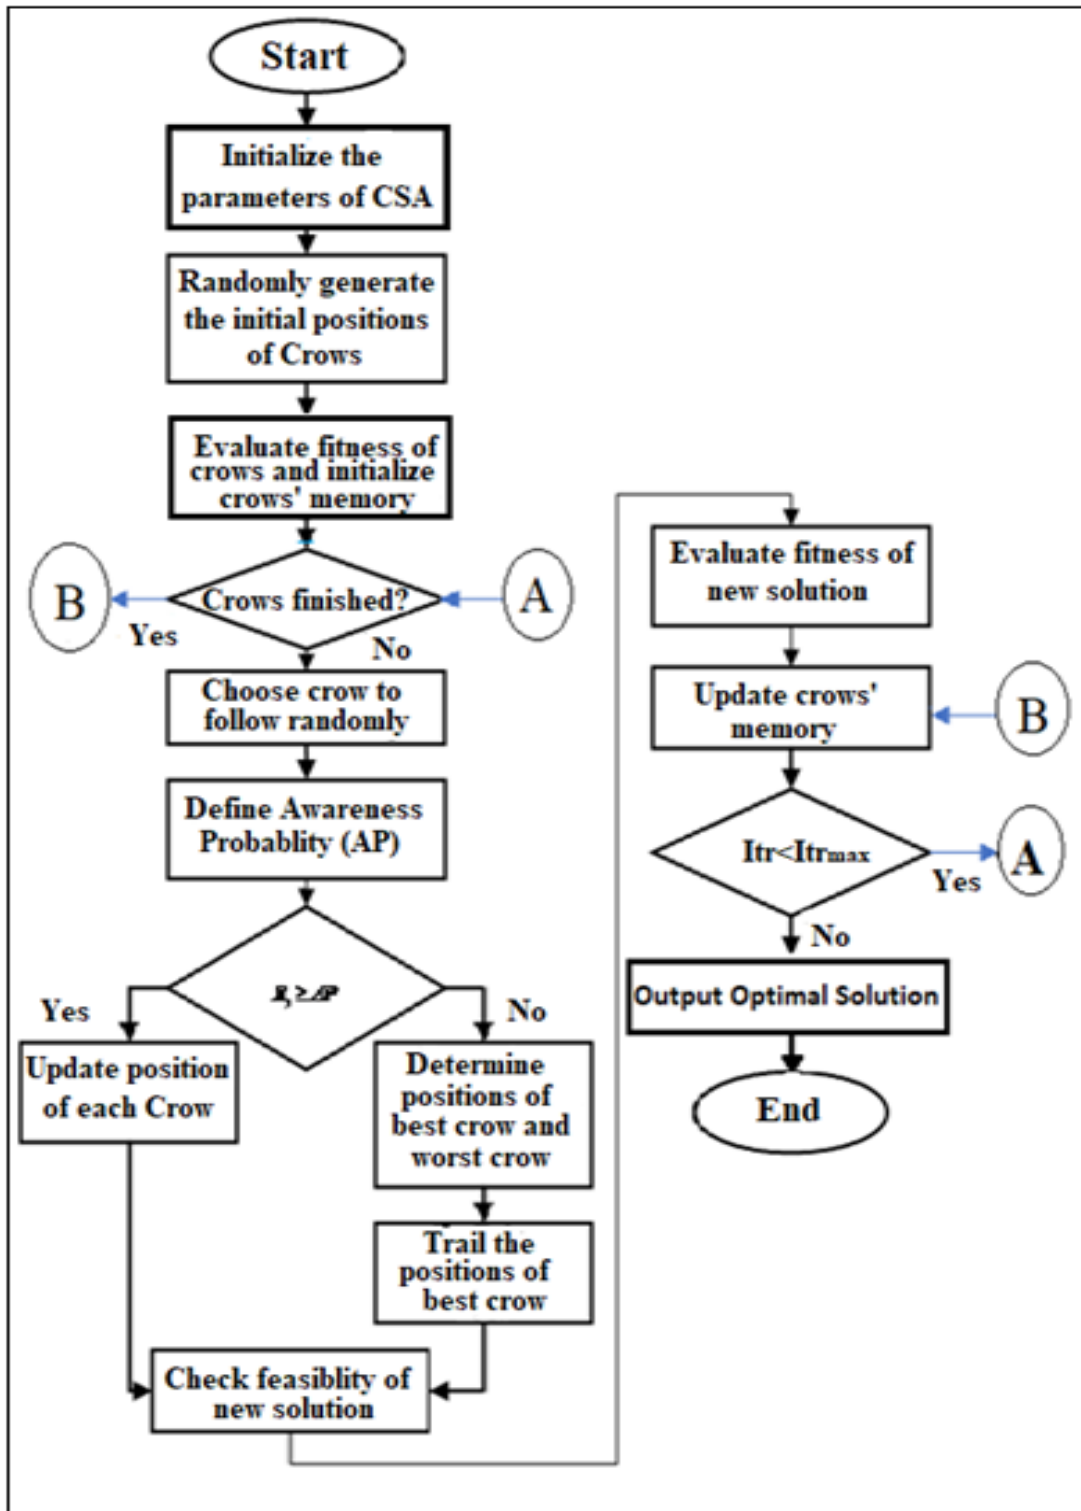 Start
Initialize the
parameters of CSA
Randomly generate
the initial positions
of Crows
Evaluate fitness of
crows and initialize
crows' memory
B
Crows finished?
A
Yes
No
Choose crow to
follow randomly
Define Awareness
Probablity (AP)
≥ AP
Yes
No
Update position
of each Crow
Determine
positions of
best crow and
worst crow
Trail the
positions of
best crow
Check feasiblity of
new solution
Evaluate fitness of
new solution
Update crows'
memory
B
Itr<Itrmax
A
Yes
No
Output Optimal Solution
End